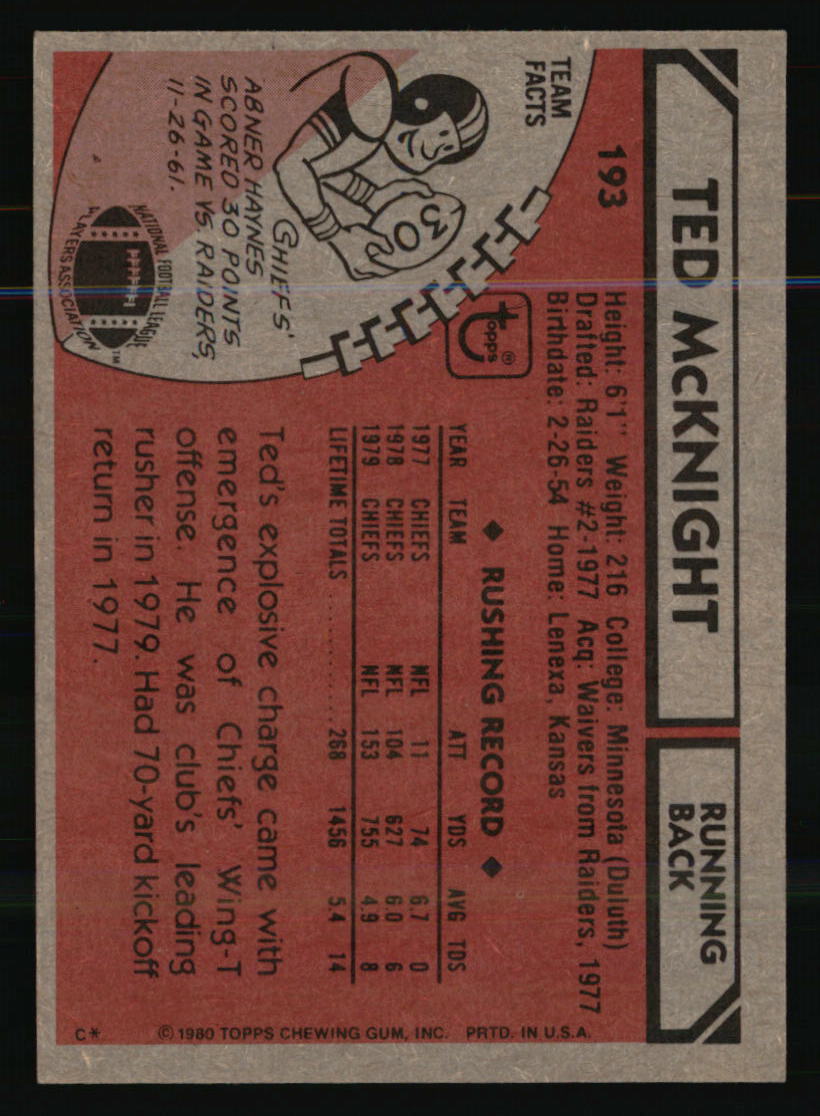 TED McKNIGHT
RUNNING
BACK
193
Height: 6'1" Weight: 216 College: Minnesota (Duluth)
Drafted: Raiders #2-1977 Acq: Waivers from Raiders, 1977
Birthdate: 2-26-54 Home: Lenexa, Kansas
TEAM
FACTS
30
topps®
CHIEFS'
ABNER HAYNES
SCORED 30 POINTS
IN GAME VS. RAIDERS,
11-26-61.
NATIONAL FOOTBALL LEAGUE
PLAYERS ASSOCIATION
TM
◆ RUSHING RECORD ◆
YEAR TEAM ATT YDS AVG TDS
1977 CHIEFS NFL 11 74 6.7 0
1978 CHIEFS NFL 104 627 6.0 6
1979 CHIEFS NFL 153 755 4.9 8
LIFETIME TOTALS .............. 268 1456 5.4 14
Ted's explosive charge came with
emergence of Chiefs' Wing-T
offense. He was club's leading
rusher in 1979. Had 70-yard kickoff
return in 1977.
C* © 1980 TOPPS CHEWING GUM, INC. PRTD. IN U.S.A.